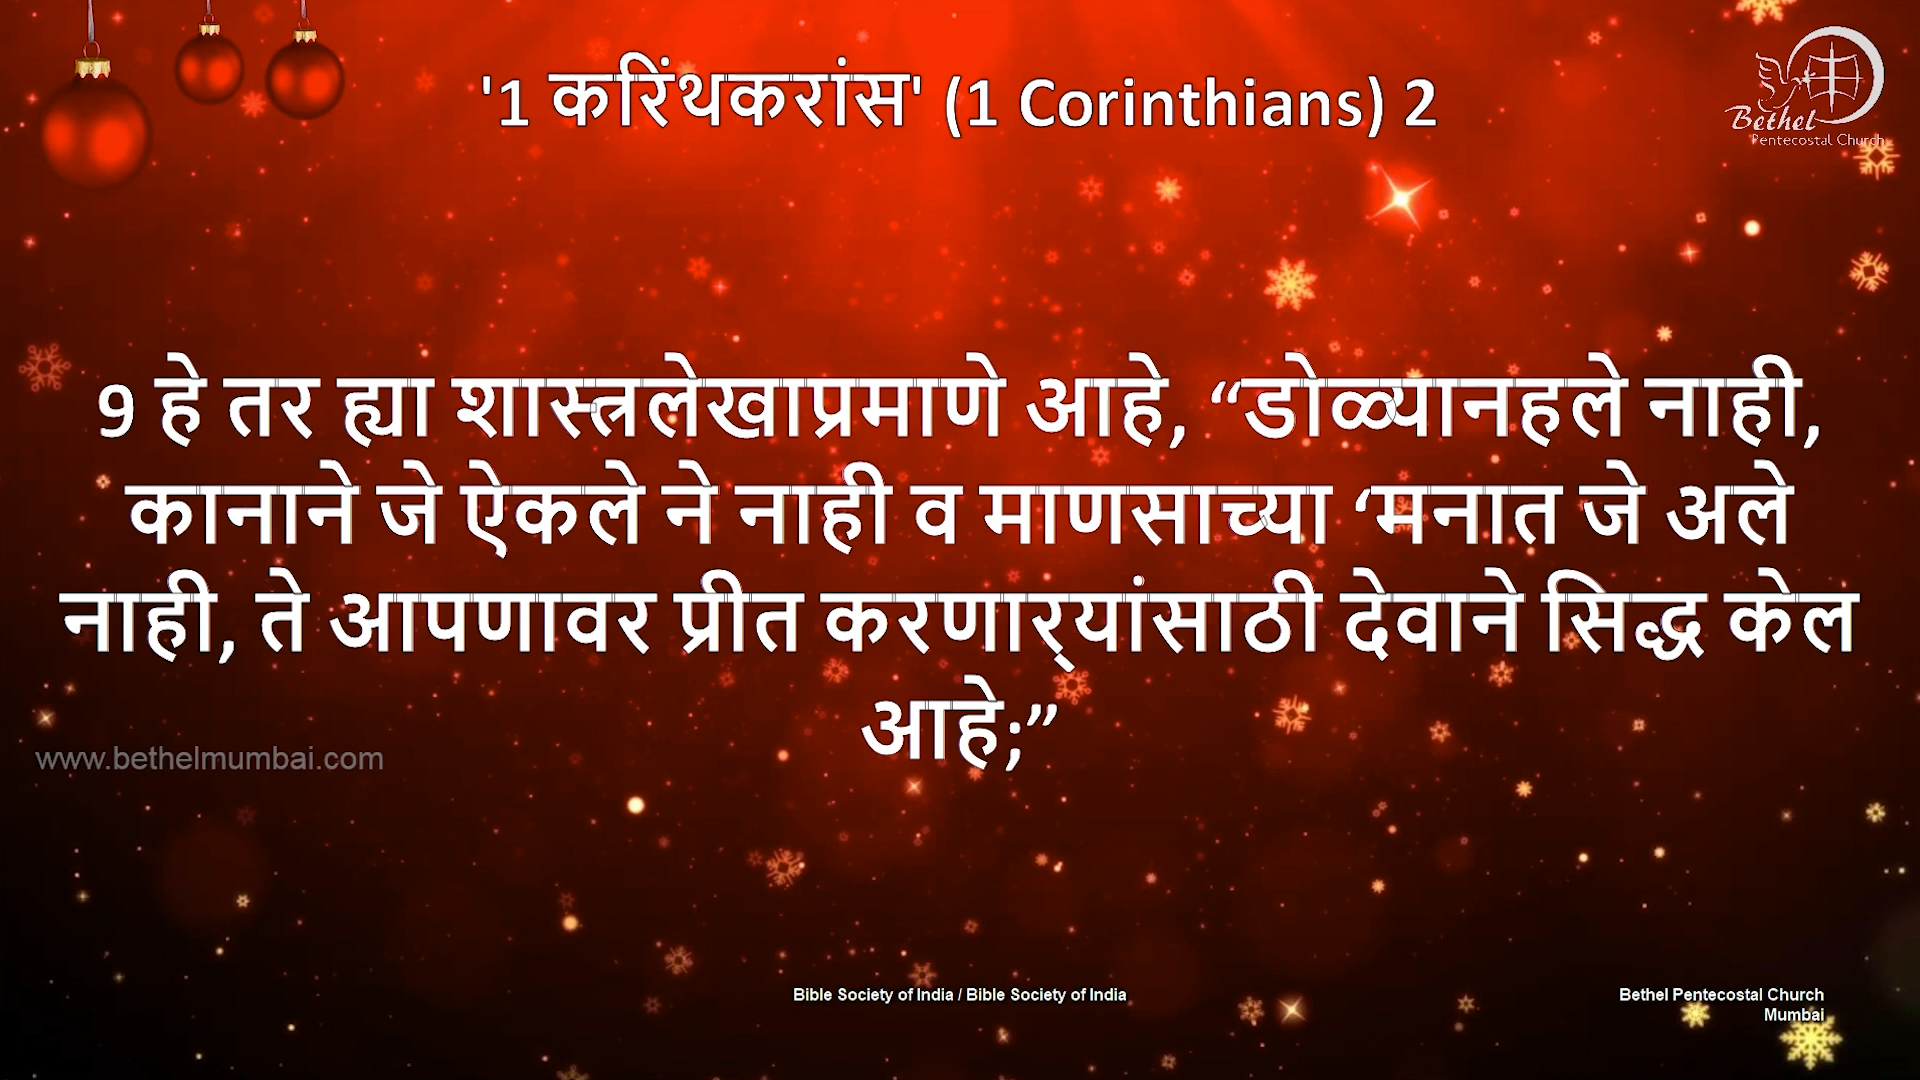 '1 करिंथकरांस' (1 Corinthians) 2
Bethel
Pentecostal Church
9 हे तर ह्या शास्त्रलेखाप्रमाणे आहे, “डोळ्यानहले नाही,
कानाने जे ऐकले ने नाही व माणसाच्या ‘मनात जे अले
नाही, ते आपणावर प्रीत करणाऱ्यांसाठी देवाने सिद्ध केल
आहे;”
www.bethelmumbai.com
Bible Society of India / Bible Society of India
Bethel Pentecostal Church
Mumbai